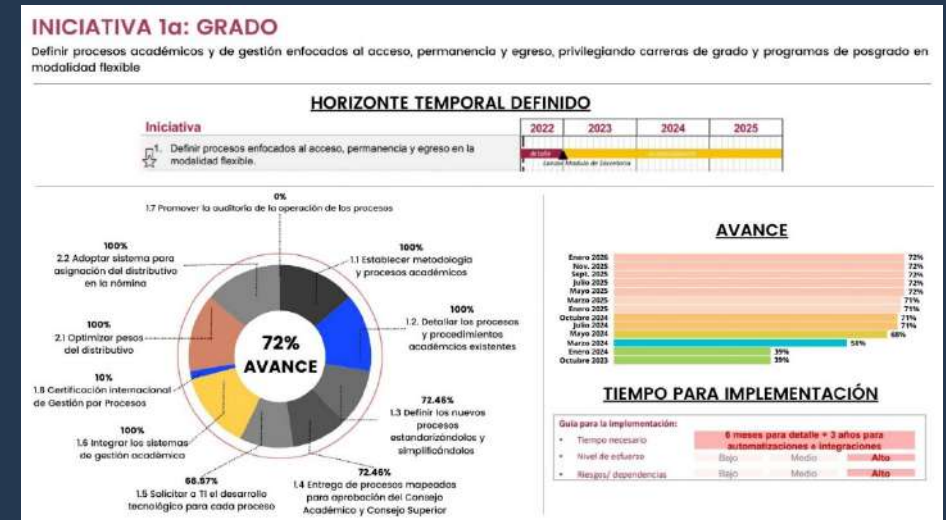 INICIATIVA 1a: GRADO
Definir procesos académicos y de gestión enfocados al acceso, permanencia y egreso, privilegiando carreras de grado y programas de posgrado en
modalidad flexible
HORIZONTE TEMPORAL DEFINIDO
Iniciativa
2022 2023 2024 2025
1. Definir procesos enfocados al acceso, permanencia y egreso en la
modalidad flexible.
detalle
0%
1.7 Promover la auditoría de la operación de los procesos
100%
2.2 Adoptar sistema para
asignación del distributivo
en la nómina
100%
1.1 Establecer metodología
y procesos académicos
100%
1.2. Detallar los procesos
y procedimientos
académcios existentes
100%
2.1 Optimizar pesos
del distributivo
72%
AVANCE
10%
1.8 Certificación internacional
de Gestión por Procesos
72.46%
1.3 Definir los nuevos
procesos
estandarizándolos y
simplificándolos
100%
1.6 Integrar los sistemas
de gestión académica
72.46%
1.4 Entrega de procesos mapeados
para aprobación del Consejo
Académico y Consejo Superior
68.57%
1.5 Solicitar a TI el desarrollo
tecnológico para cada proceso
AVANCE
Enero 2026 72%
Nov. 2025 72%
Sept. 2025 72%
Julio 2025 72%
Mayo 2025 72%
Marzo 2025 71%
Enero 2025 71%
Octubre 2024 71%
Julio 2024 71%
Mayo 2024 68%
Marzo 2024 58%
Enero 2024 39%
Octubre 2023 39%
TIEMPO PARA IMPLEMENTACIÓN
Guía para la implementación:
• Tiempo necesario 6 meses para detalle + 3 años para
automatizaciones e integraciones
• Nivel de esfuerzo Bajo Medio Alto
• Riesgos/ dependencias Bajo Medio Alto